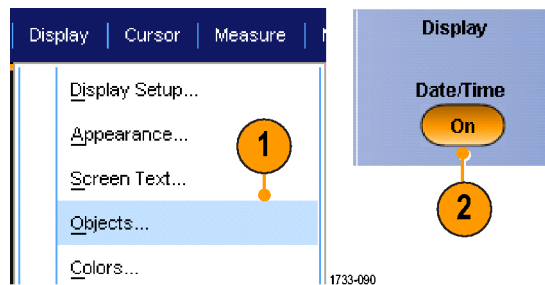 Display | Cursor | Measure |
Display Setup...
Appearance...
1
Screen Text...
Objects...
Colors...
Display
Date/Time
On
2
1733-090